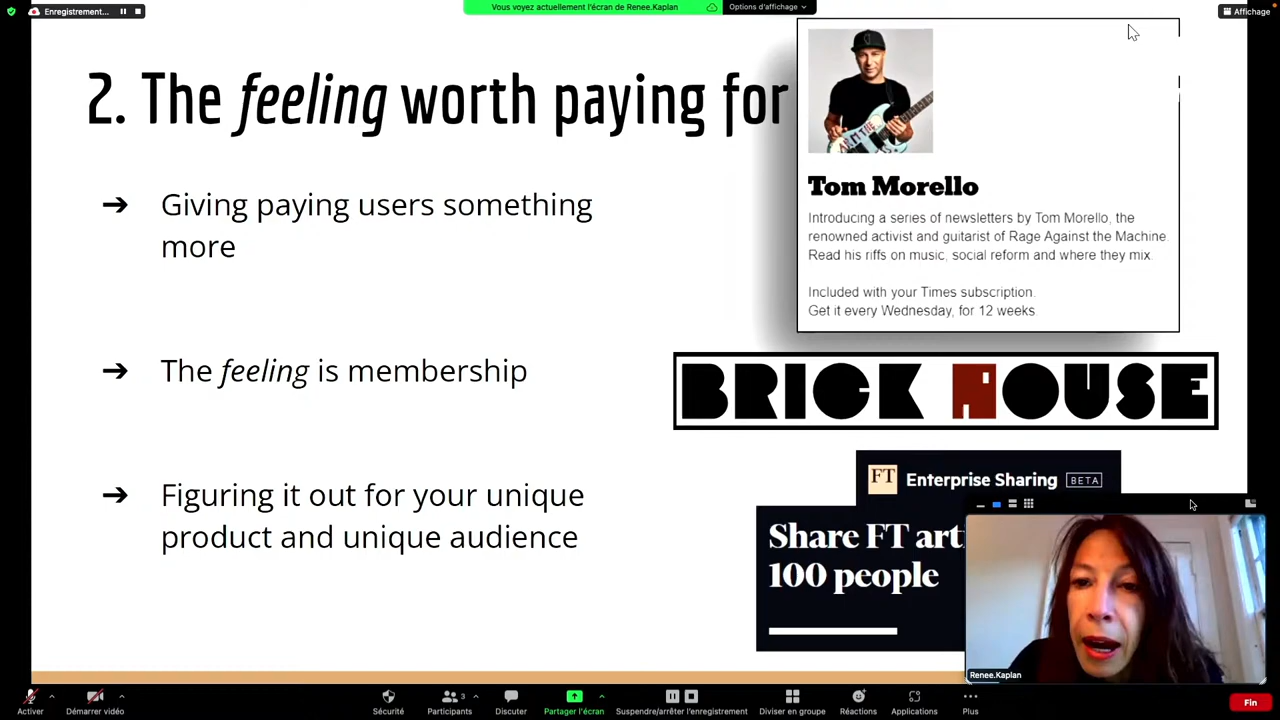 Enregistrement...
Vous voyez actuellement l'écran de Renee.Kaplan
Options d'affichage
Affichage
2. The feeling worth paying for
➔ Giving paying users something
more
➔ The feeling is membership
➔ Figuring it out for your unique
product and unique audience
Tom Morello
Introducing a series of newsletters by Tom Morello, the
renowned activist and guitarist of Rage Against the Machine.
Read his riffs on music, social reform and where they mix.
Included with your Times subscription.
Get it every Wednesday, for 12 weeks.
BRICK HOUSE
FT Enterprise Sharing BETA
Share FT art
100 people
Renee.Kaplan
Activer
Démarrer vidéo
Sécurité
Participants
3
Discuter
Partager l'écran
Suspendre/arrêter l'enregistrement
Diviser en groupe
Réactions
Applications
Plus
Fin